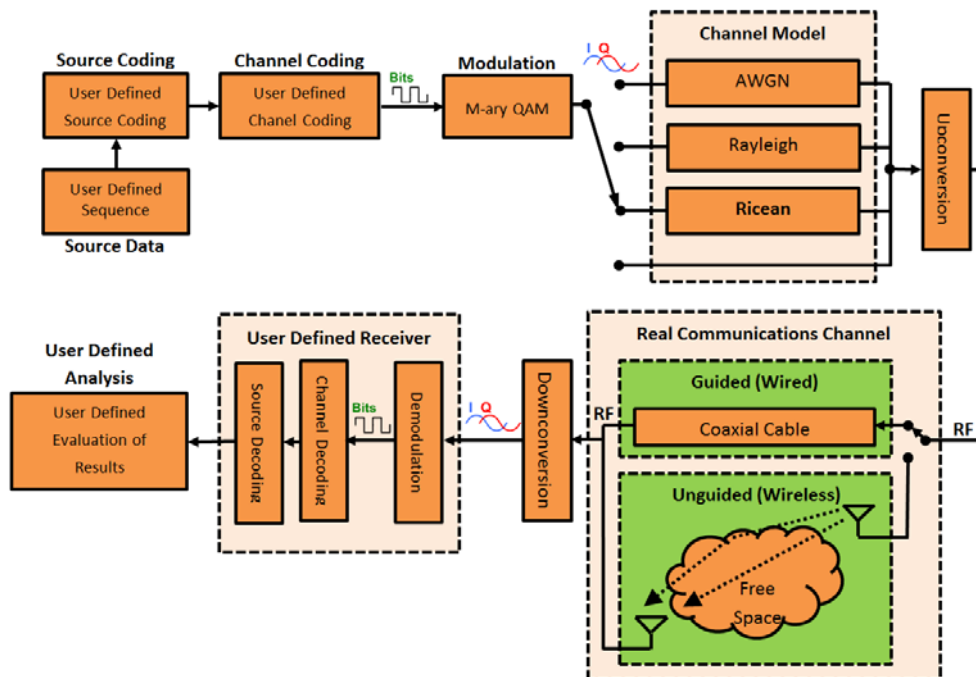 Source Coding
User Defined
Source Coding
User Defined
Sequence
Source Data
Channel Coding
User Defined
Chanel Coding
Bits
Modulation
M-ary QAM
I Q
Channel Model
AWGN
Rayleigh
Ricean
Upconversion
User Defined
Analysis
User Defined
Evaluation of
Results
User Defined Receiver
Source Decoding
Channel Decoding
Bits
Demodulation
I Q
Downconversion
Real Communications Channel
RF
Guided (Wired)
Coaxial Cable
RF
Unguided (Wireless)
Free
Space